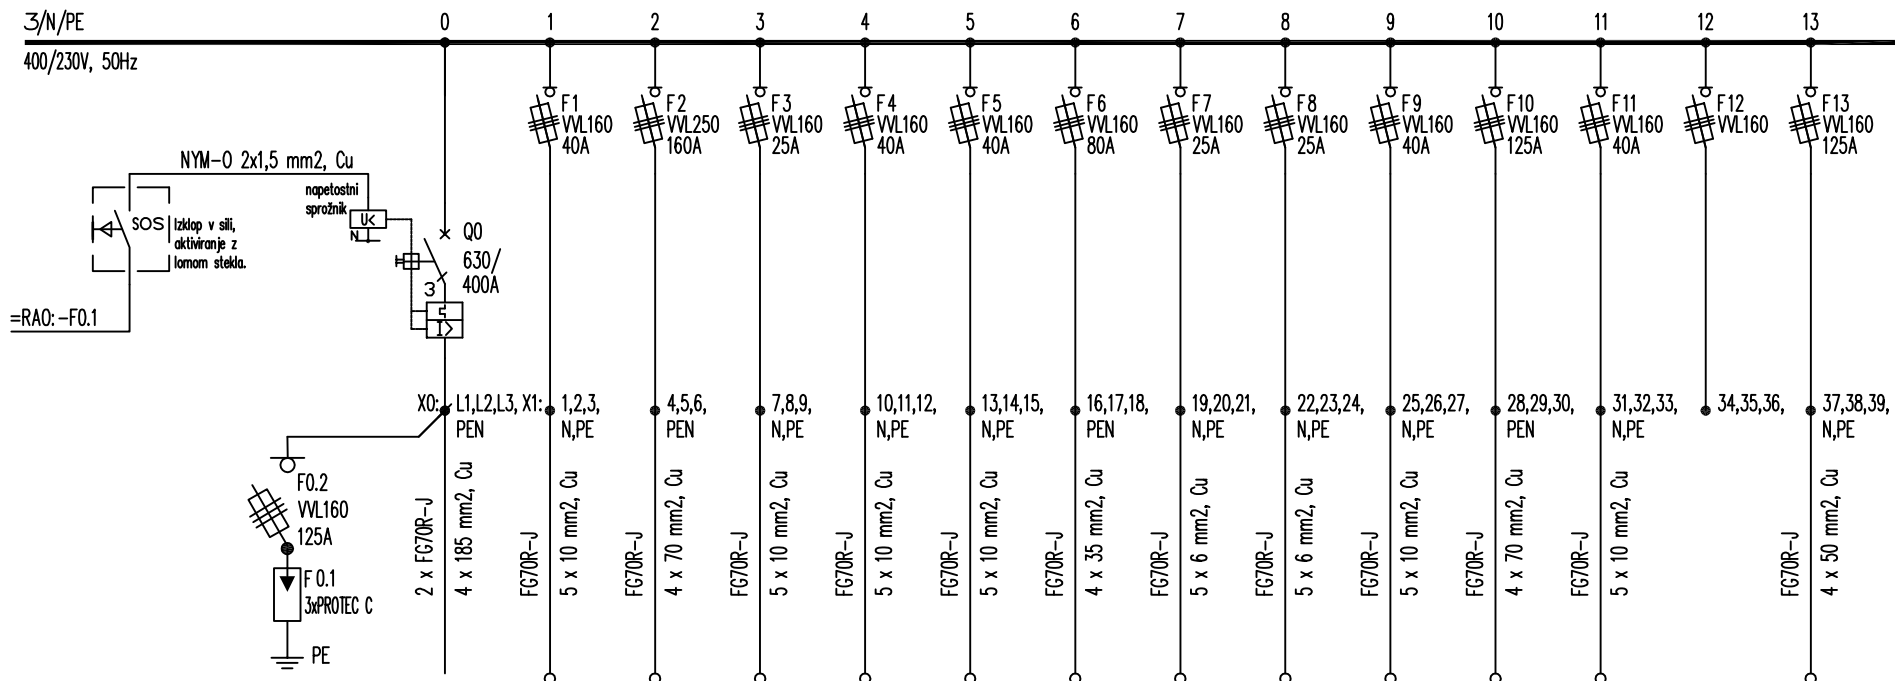 3/N/PE
0 1 2 3 4 5 6 7 8 9 10 11 12 13
400/230V, 50Hz
F1
VVL160
40A
F2
VVL250
160A
F3
VVL160
25A
F4
VVL160
40A
F5
VVL160
40A
F6
VVL160
80A
F7
VVL160
25A
F8
VVL160
25A
F9
VVL160
40A
F10
VVL160
125A
F11
VVL160
40A
F12
VVL160
F13
VVL160
125A
NYM-O 2x1,5 mm2, Cu
napetostni
sprožnik
U<
N
SOS
Izklop v sili,
aktiviranje z
lomom stekla.
Q0
630/
400A
3
I>
=RAO:-F0.1
X0: L1,L2,L3,
PEN
X1: 1,2,3,
N,PE
4,5,6,
PEN
7,8,9,
N,PE
10,11,12,
N,PE
13,14,15,
N,PE
16,17,18,
PEN
19,20,21,
N,PE
22,23,24,
N,PE
25,26,27,
N,PE
28,29,30,
PEN
31,32,33,
N,PE
34,35,36,
37,38,39,
N,PE
F0.2
VVL160
125A
F 0.1
3xPROTEC C
PE
2 x FG70R-J
4 x 185 mm2, Cu
FG70R-J
5 x 10 mm2, Cu
FG70R-J
4 x 70 mm2, Cu
FG70R-J
5 x 10 mm2, Cu
FG70R-J
5 x 10 mm2, Cu
FG70R-J
5 x 10 mm2, Cu
FG70R-J
4 x 35 mm2, Cu
FG70R-J
5 x 6 mm2, Cu
FG70R-J
5 x 6 mm2, Cu
FG70R-J
5 x 10 mm2, Cu
FG70R-J
4 x 70 mm2, Cu
FG70R-J
5 x 10 mm2, Cu
FG70R-J
4 x 50 mm2, Cu